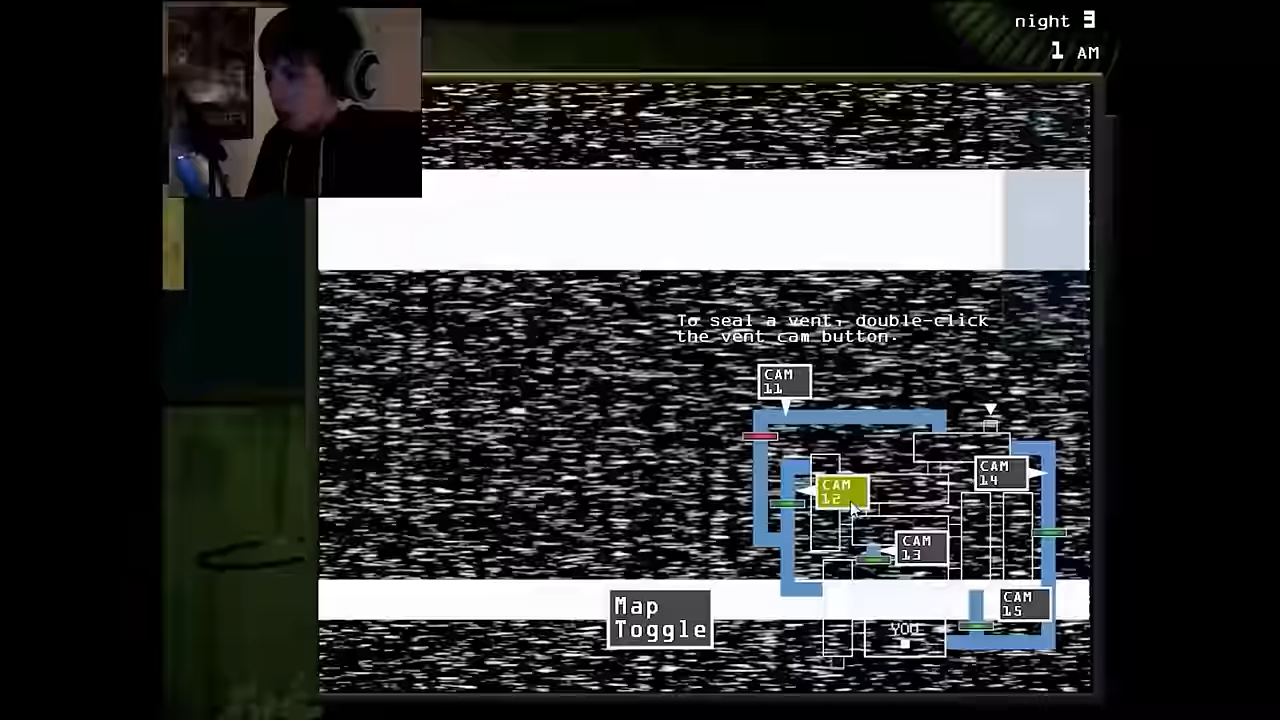 night 3
1 AM
To seal a vent, double-click
the vent cam button.
CAM
11
CAM
14
CAM
12
CAM
13
CAM
15
Map
Toggle
YOU